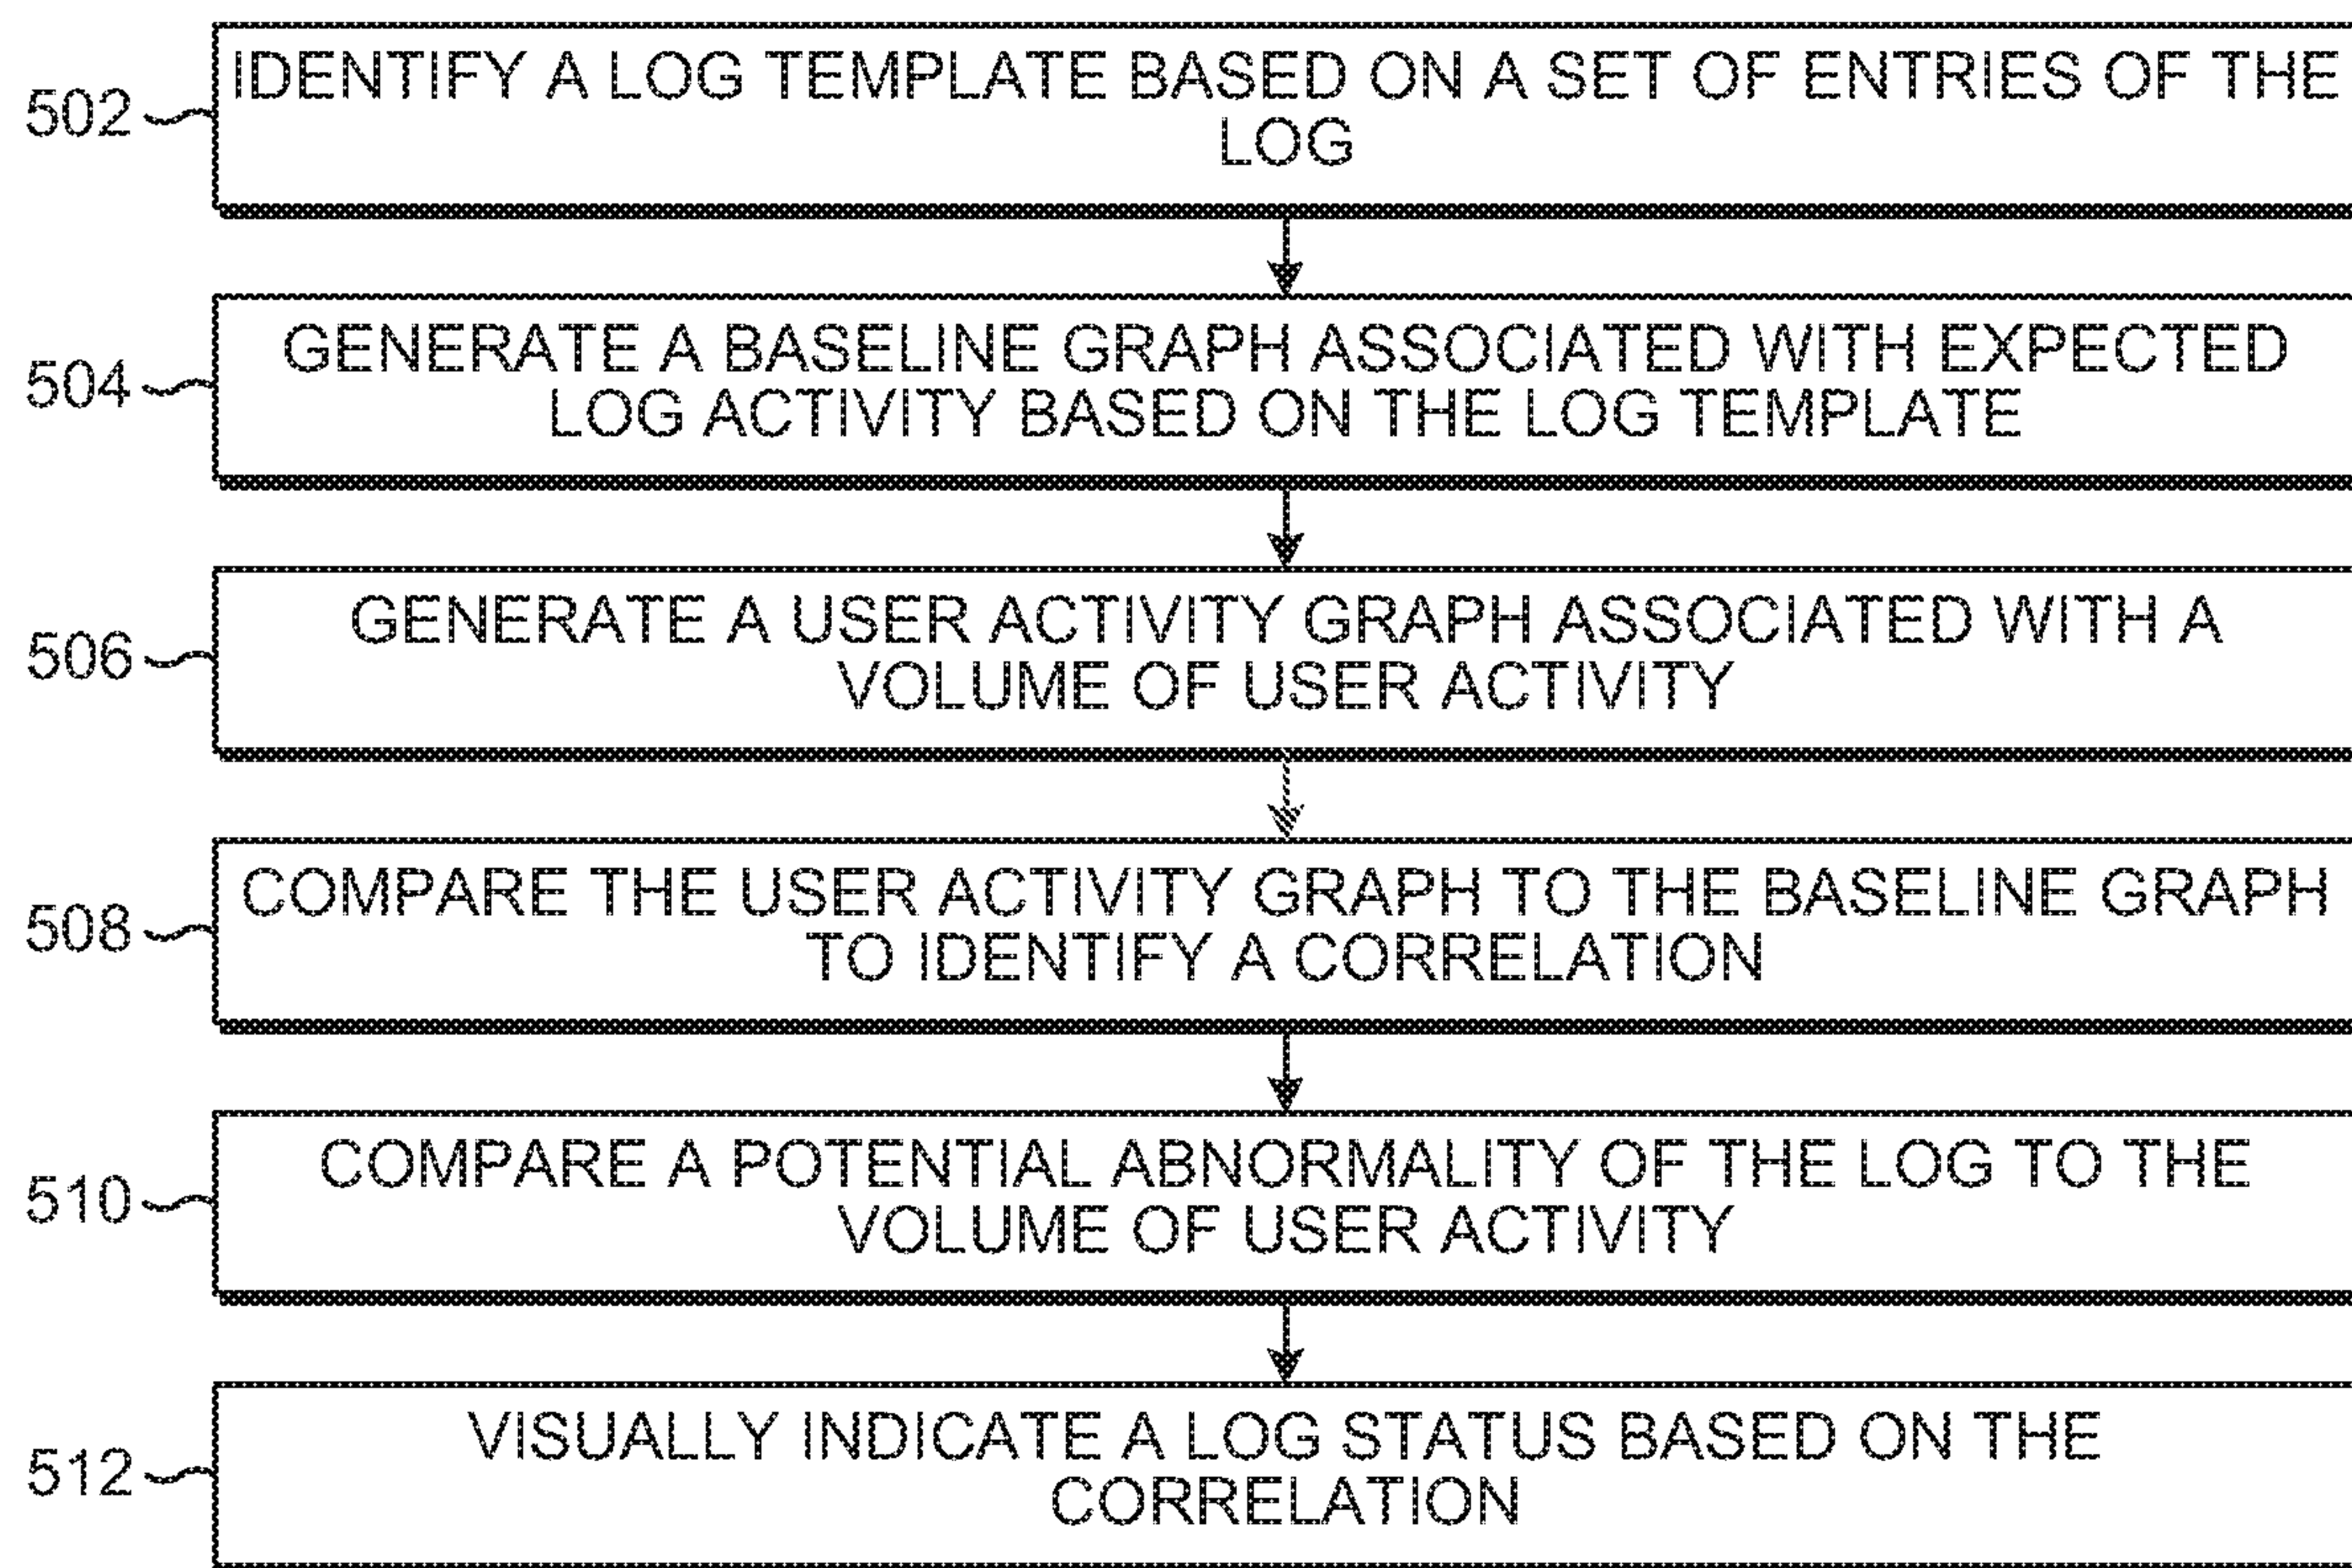 502
IDENTIFY A LOG TEMPLATE BASED ON A SET OF ENTRIES OF THE
LOG
504
GENERATE A BASELINE GRAPH ASSOCIATED WITH EXPECTED
LOG ACTIVITY BASED ON THE LOG TEMPLATE
506
GENERATE A USER ACTIVITY GRAPH ASSOCIATED WITH A
VOLUME OF USER ACTIVITY
508
COMPARE THE USER ACTIVITY GRAPH TO THE BASELINE GRAPH
TO IDENTIFY A CORRELATION
510
COMPARE A POTENTIAL ABNORMALITY OF THE LOG TO THE
VOLUME OF USER ACTIVITY
512
VISUALLY INDICATE A LOG STATUS BASED ON THE
CORRELATION